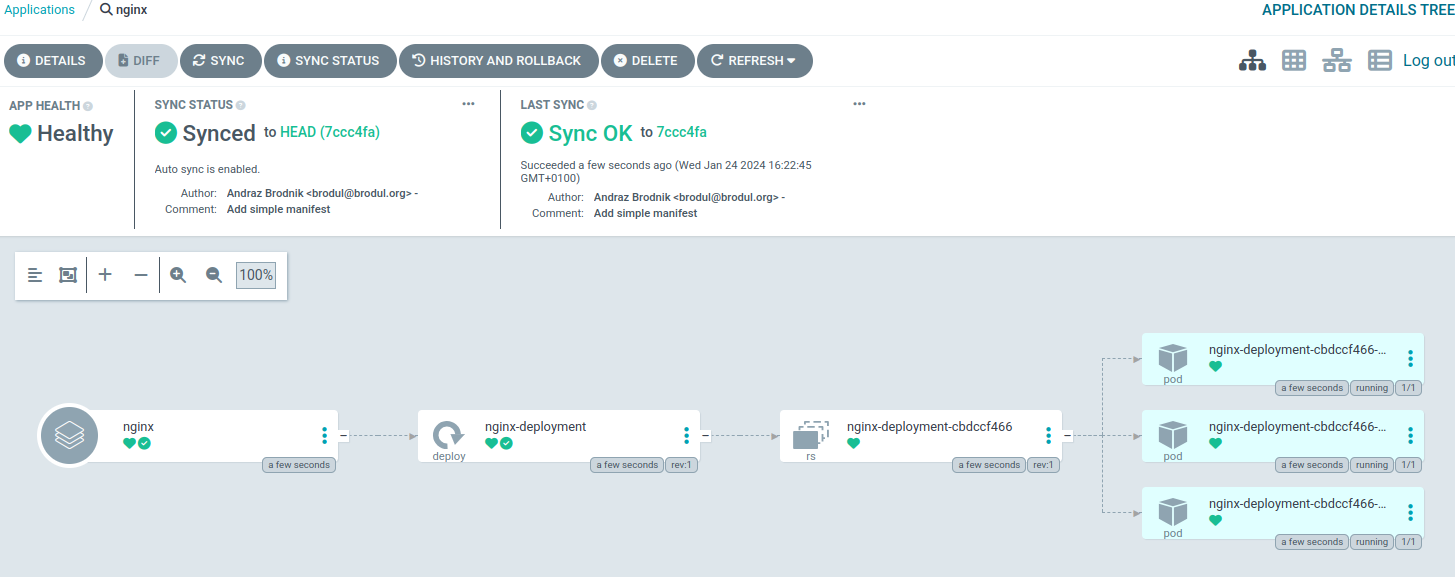 Applications / nginx
APPLICATION DETAILS TREE
DETAILS DIFF SYNC SYNC STATUS HISTORY AND ROLLBACK DELETE REFRESH
Log out
APP HEALTH
Healthy
SYNC STATUS
Synced to HEAD (7ccc4fa)
Auto sync is enabled.
Author: Andraz Brodnik <brodul@brodul.org> -
Comment: Add simple manifest
LAST SYNC
Sync OK to 7ccc4fa
Succeeded a few seconds ago (Wed Jan 24 2024 16:22:45
GMT+0100)
Author: Andraz Brodnik <brodul@brodul.org> -
Comment: Add simple manifest
100%
nginx
a few seconds
nginx-deployment
deploy
a few seconds rev:1
nginx-deployment-cbdccf466
rs
a few seconds rev:1
nginx-deployment-cbdccf466-...
pod
a few seconds running 1/1
nginx-deployment-cbdccf466-...
pod
a few seconds running 1/1
nginx-deployment-cbdccf466-...
pod
a few seconds running 1/1